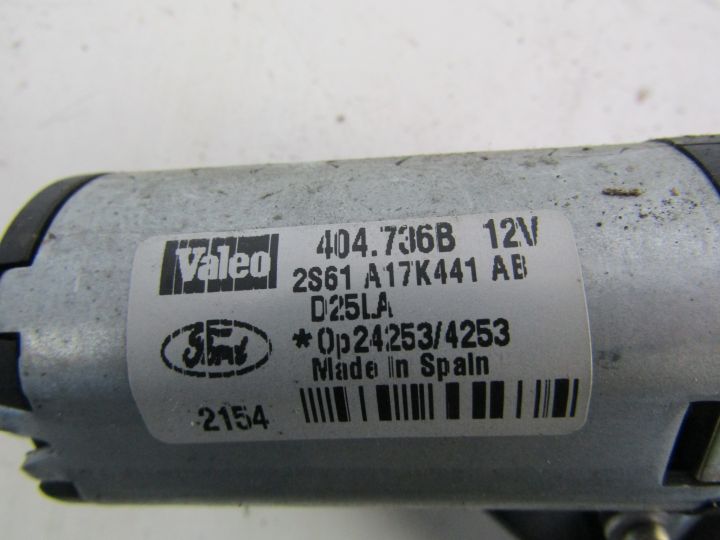 Valeo 404.736B 12V
2S61 A17K441 AB
D25LA
Ford *Op24253/4253
Made in Spain
2154